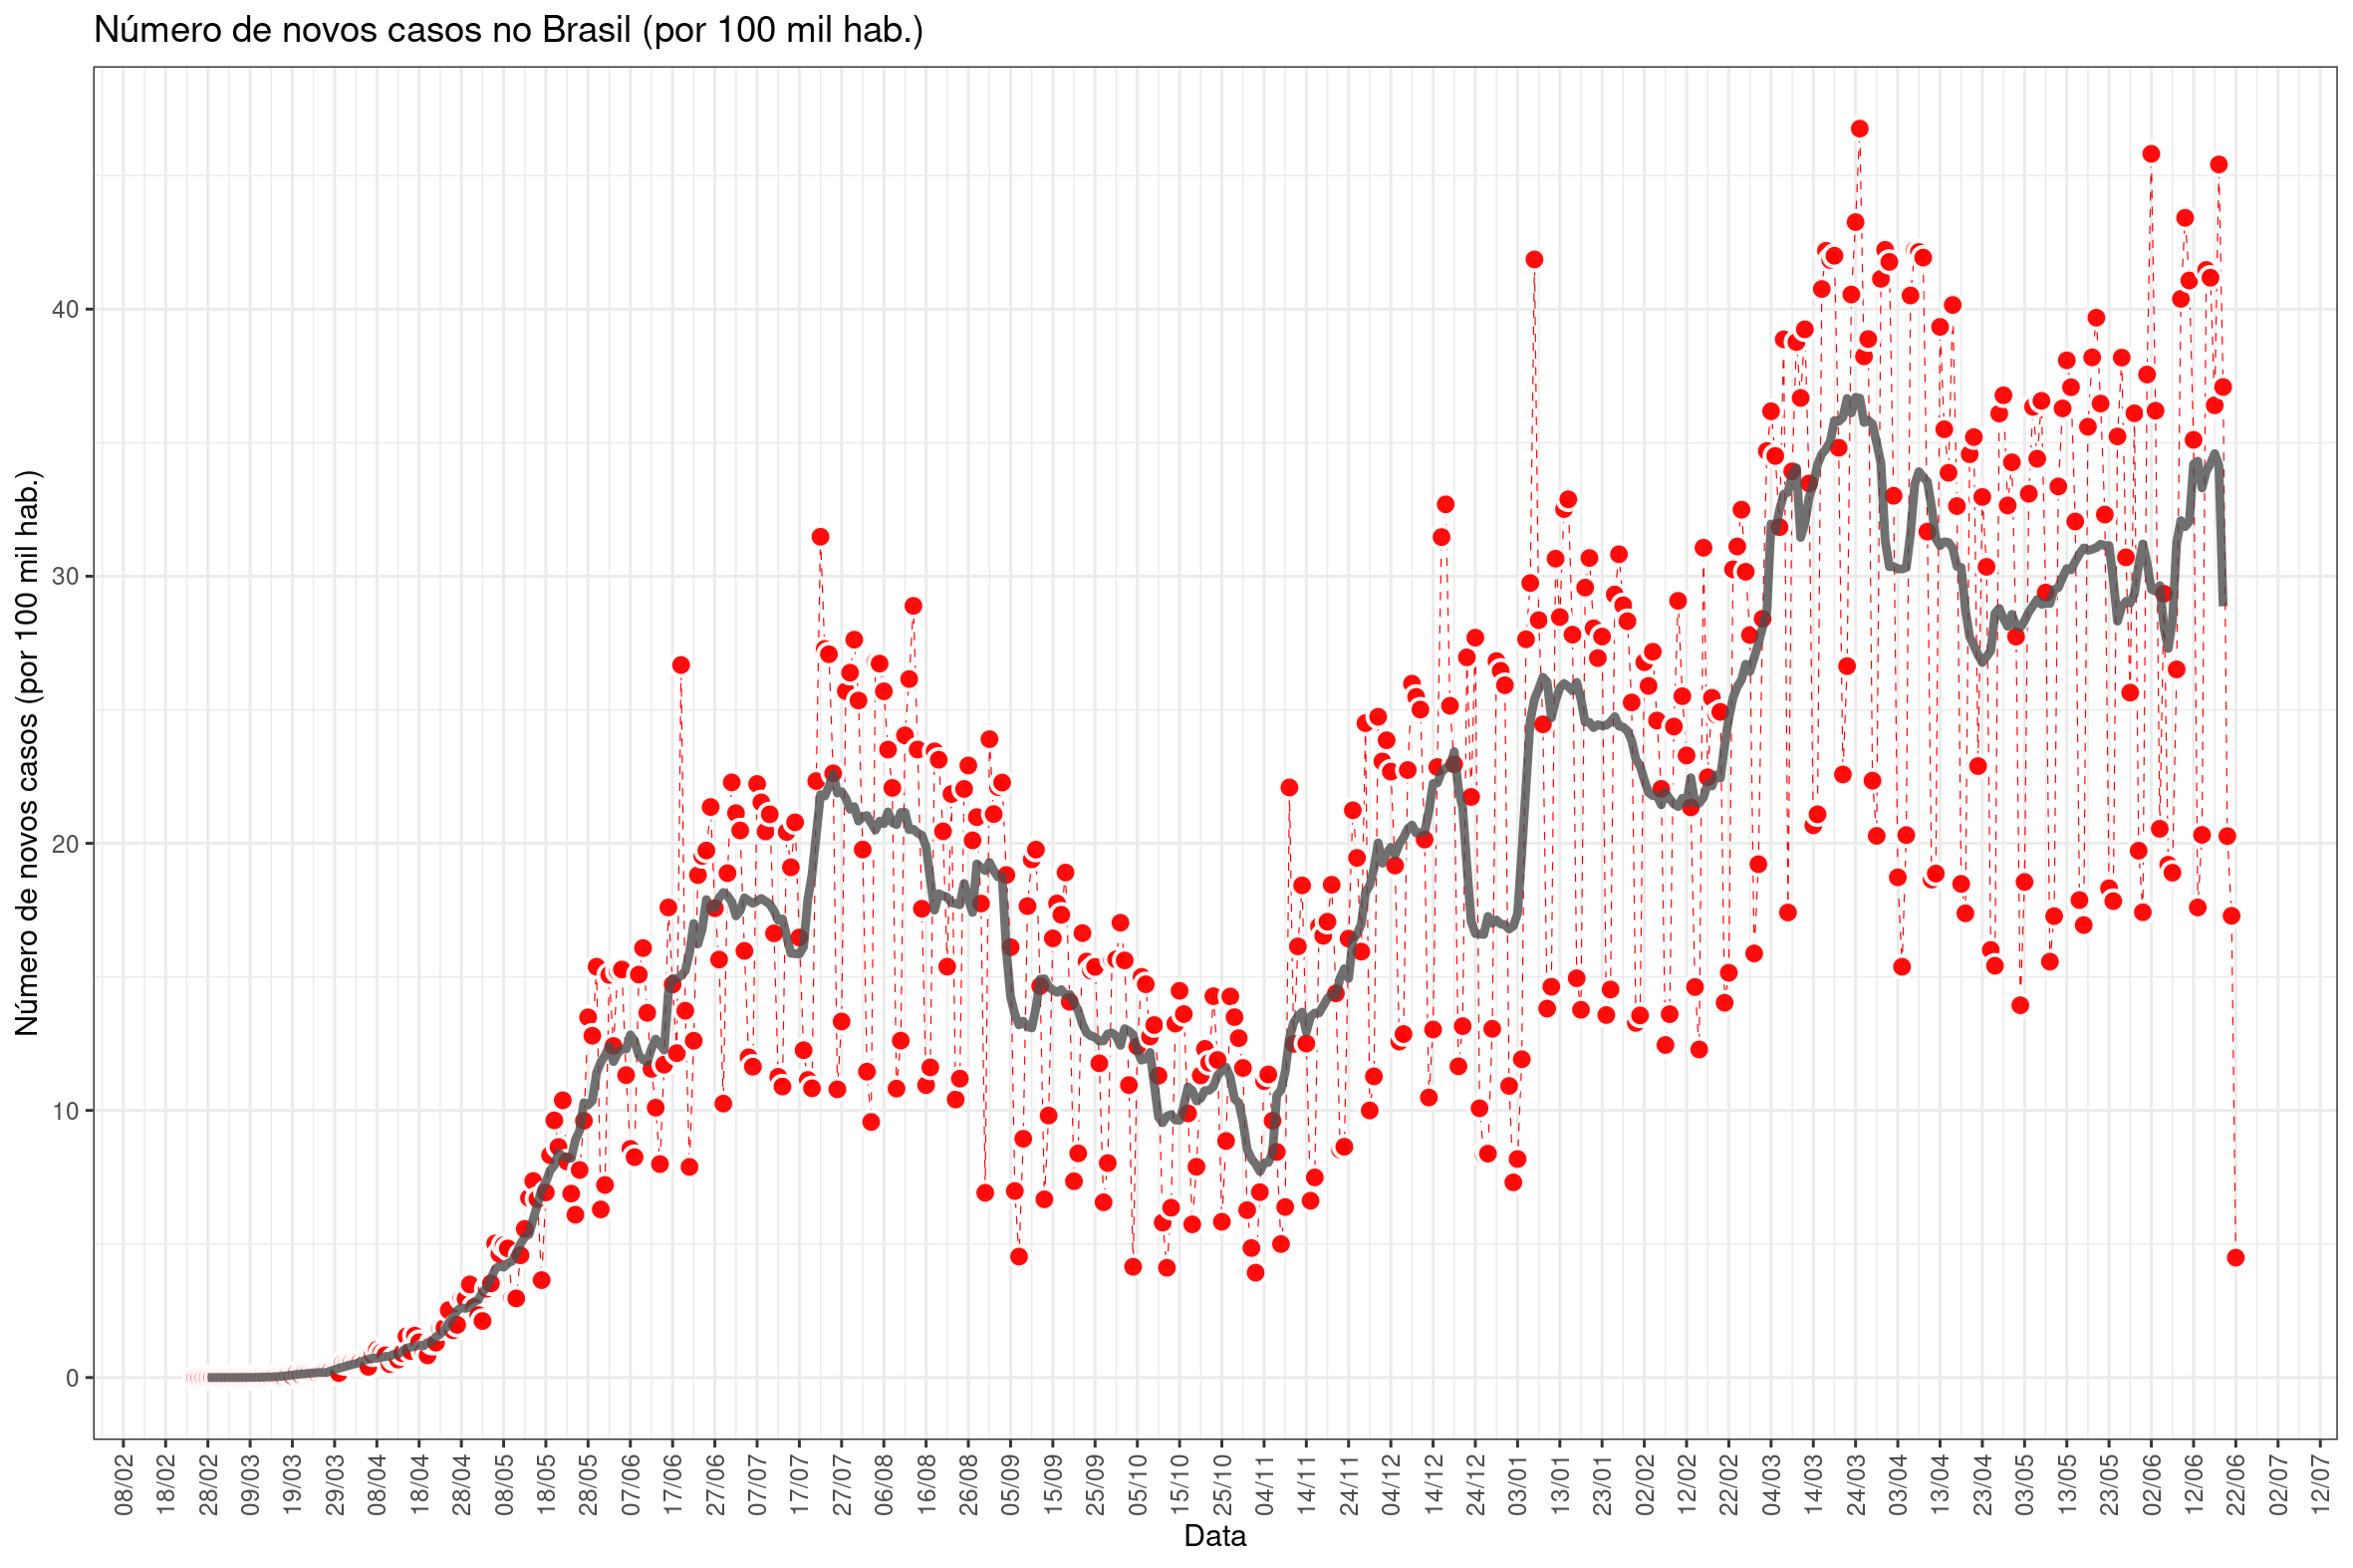 Número de novos casos no Brasil (por 100 mil hab.)
Número de novos casos (por 100 mil hab.)
40
30
20
10
0
08/02 18/02 28/02 09/03 19/03 29/03 08/04 18/04 28/04 08/05 18/05 28/05 07/06 17/06 27/06 07/07 17/07 27/07 06/08 16/08 26/08 05/09 15/09 25/09 05/10 15/10 25/10 04/11 14/11 24/11 04/12 14/12 24/12 03/01 13/01 23/01 02/02 12/02 22/02 04/03 14/03 24/03 03/04 13/04 23/04 03/05 13/05 23/05 02/06 12/06 22/06 02/07 12/07
Data